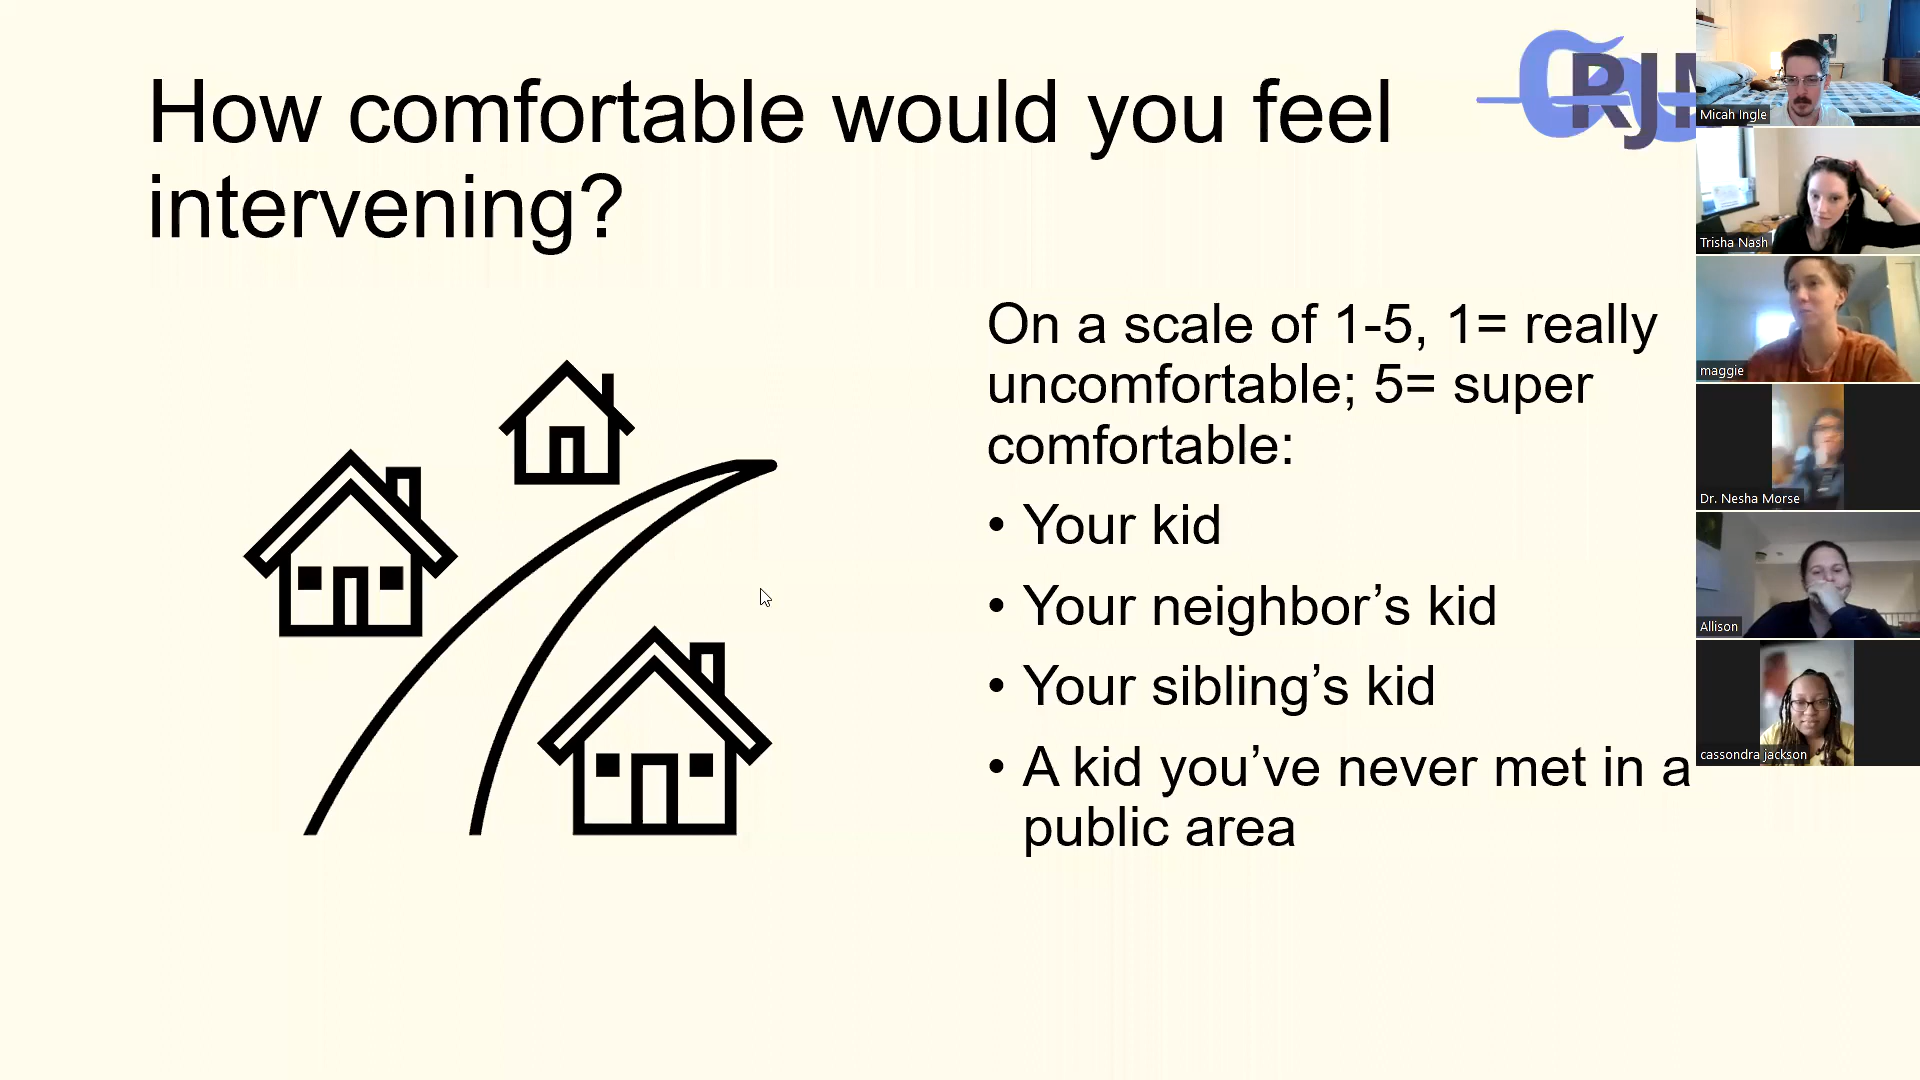 How comfortable would you feel
intervening?
RJ
On a scale of 1-5, 1= really
uncomfortable; 5= super
comfortable:
• Your kid
• Your neighbor’s kid
• Your sibling’s kid
• A kid you’ve never met in a
public area
Micah Ingle
Trisha Nash
maggie
Dr. Nesha Morse
Allison
cassondra jackson